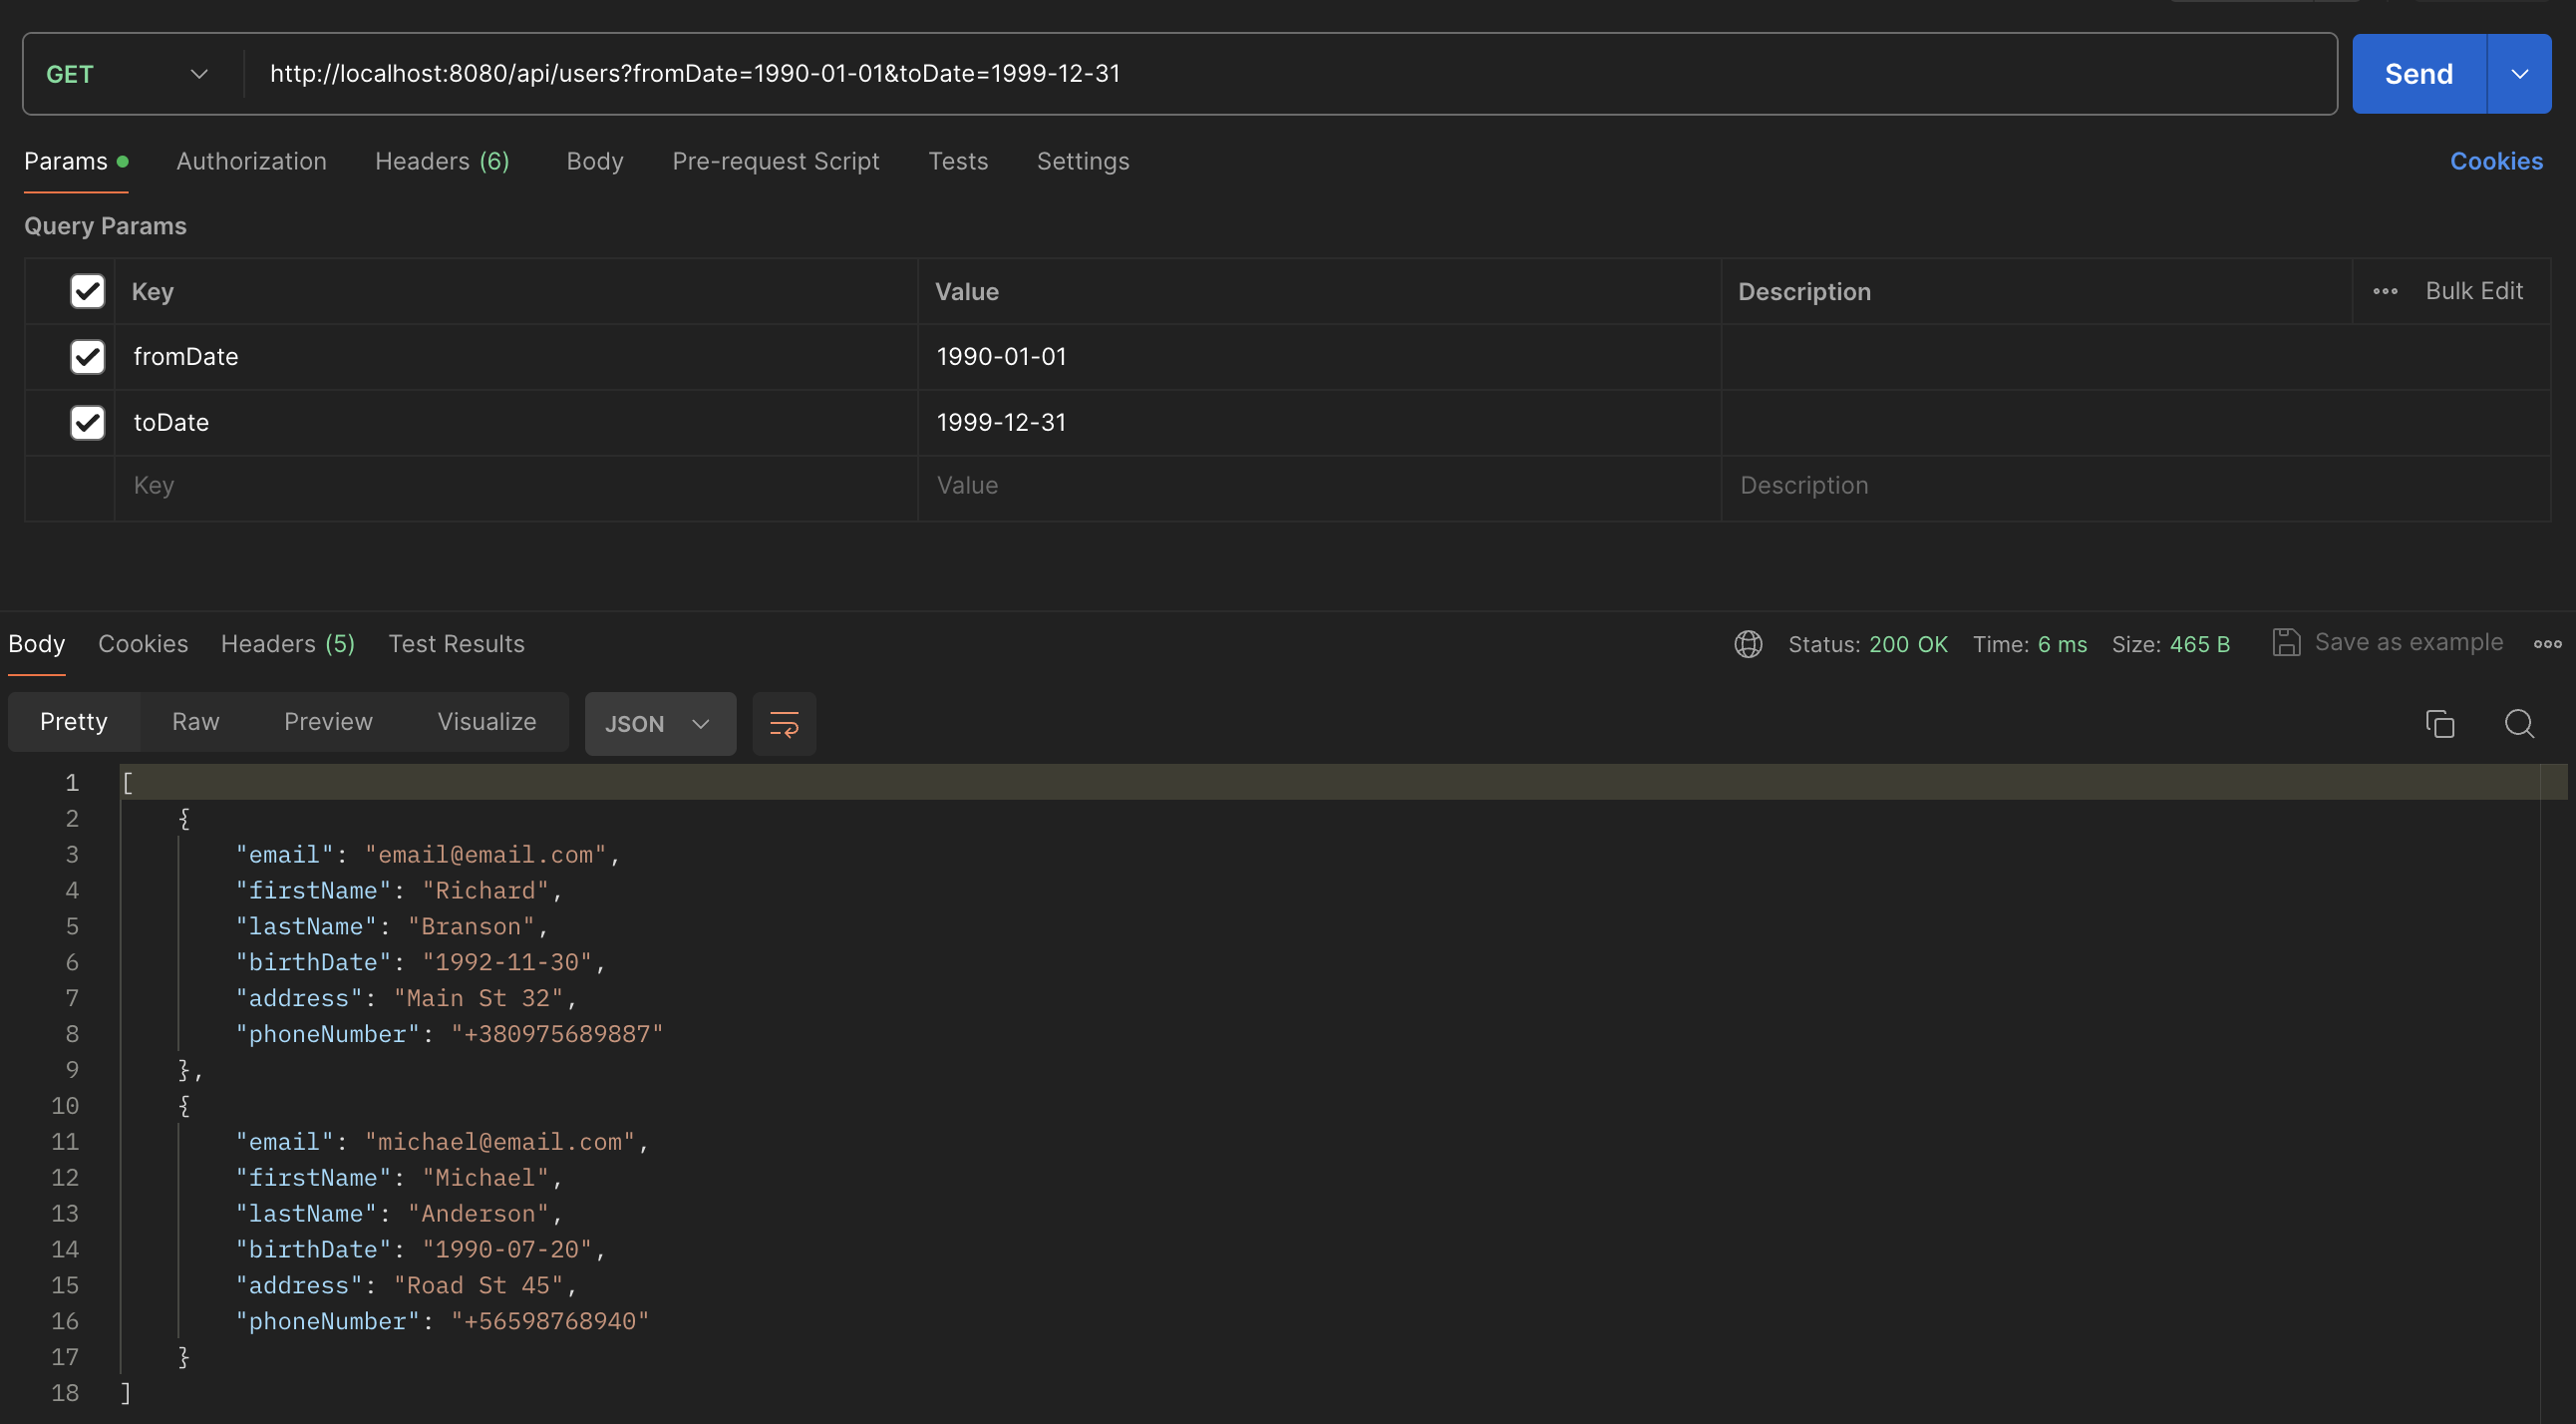 GET http://localhost:8080/api/users?fromDate=1990-01-01&toDate=1999-12-31 Send
Params Authorization Headers (6) Body Pre-request Script Tests Settings Cookies
Query Params
Key Value Description Bulk Edit
fromDate 1990-01-01
toDate 1999-12-31
Key Value Description
Body Cookies Headers (5) Test Results Status: 200 OK Time: 6 ms Size: 465 B Save as example
Pretty Raw Preview Visualize JSON
1 [
2 {
3 "email": "email@email.com",
4 "firstName": "Richard",
5 "lastName": "Branson",
6 "birthDate": "1992-11-30",
7 "address": "Main St 32",
8 "phoneNumber": "+380975689887"
9 },
10 {
11 "email": "michael@email.com",
12 "firstName": "Michael",
13 "lastName": "Anderson",
14 "birthDate": "1990-07-20",
15 "address": "Road St 45",
16 "phoneNumber": "+56598768940"
17 }
18 ]